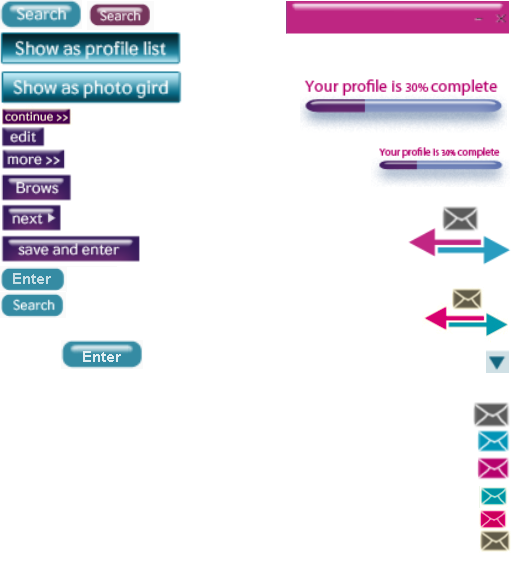 Search
Search
Show as profile list
Show as photo gird
continue >>
edit
more >>
Brows
next
save and enter
Enter
Search
Enter
Your profile is 30% complete
Your profile is 30% complete